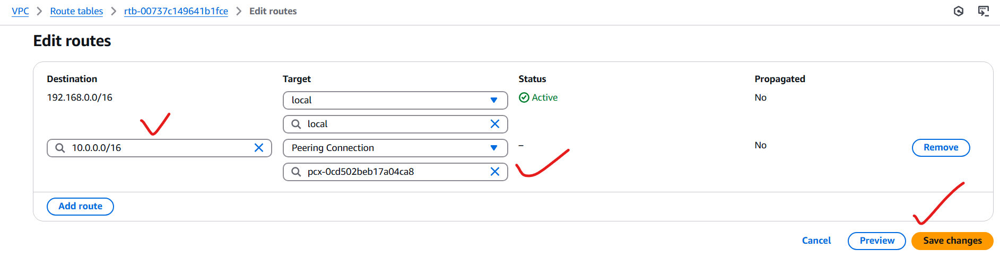 VPC > Route tables > rtb-00737c149641b1fce > Edit routes
Edit routes
Destination Target Status Propagated
192.168.0.0/16 local Active No
local
10.0.0.0/16 Peering Connection – No Remove
pcx-0cd502beb17a04ca8
Add route
Cancel Preview Save changes